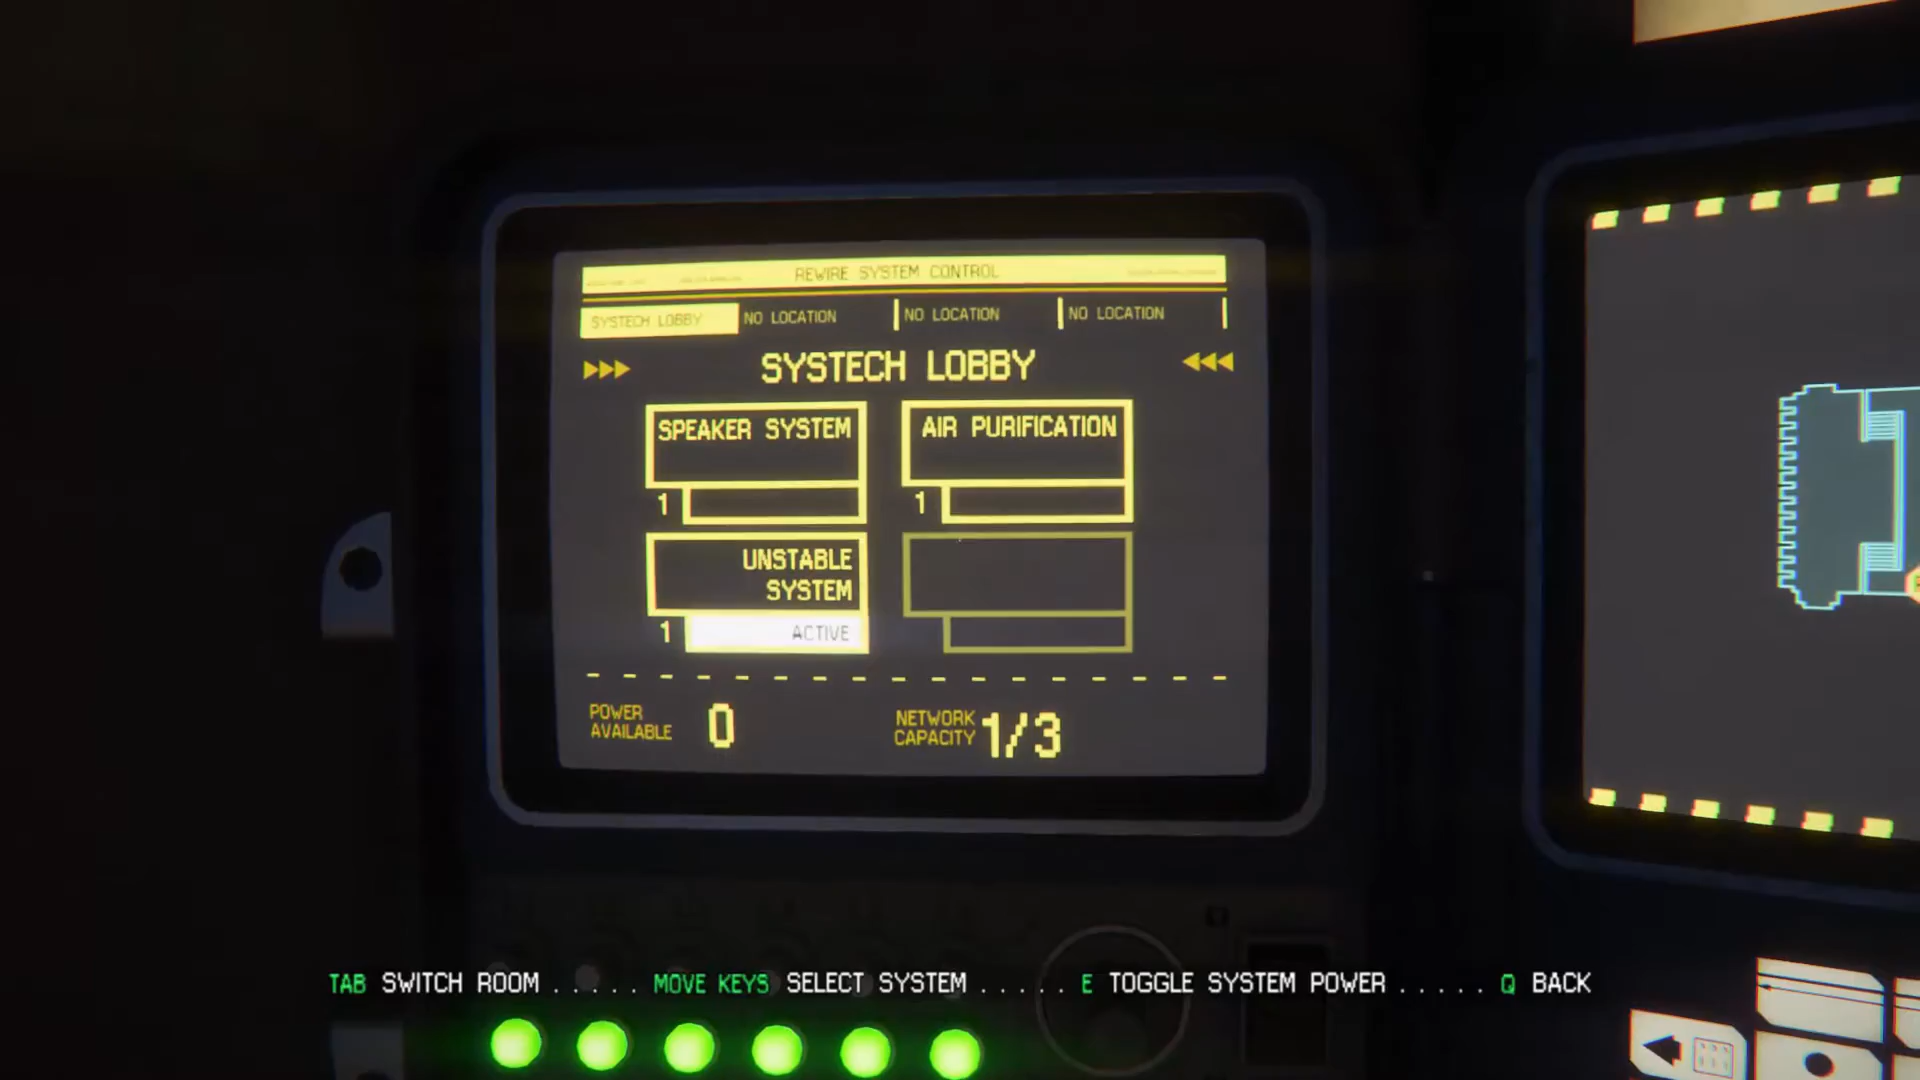 REWIRE SYSTEM CONTROL
SYSTECH LOBBY NO LOCATION NO LOCATION NO LOCATION
SYSTECH LOBBY
SPEAKER SYSTEM AIR PURIFICATION
1 1
UNSTABLE
SYSTEM
1 ACTIVE
POWER
AVAILABLE 0
NETWORK
CAPACITY 1/3
TAB SWITCH ROOM ..... MOVE KEYS SELECT SYSTEM ...... E TOGGLE SYSTEM POWER ..... Q BACK